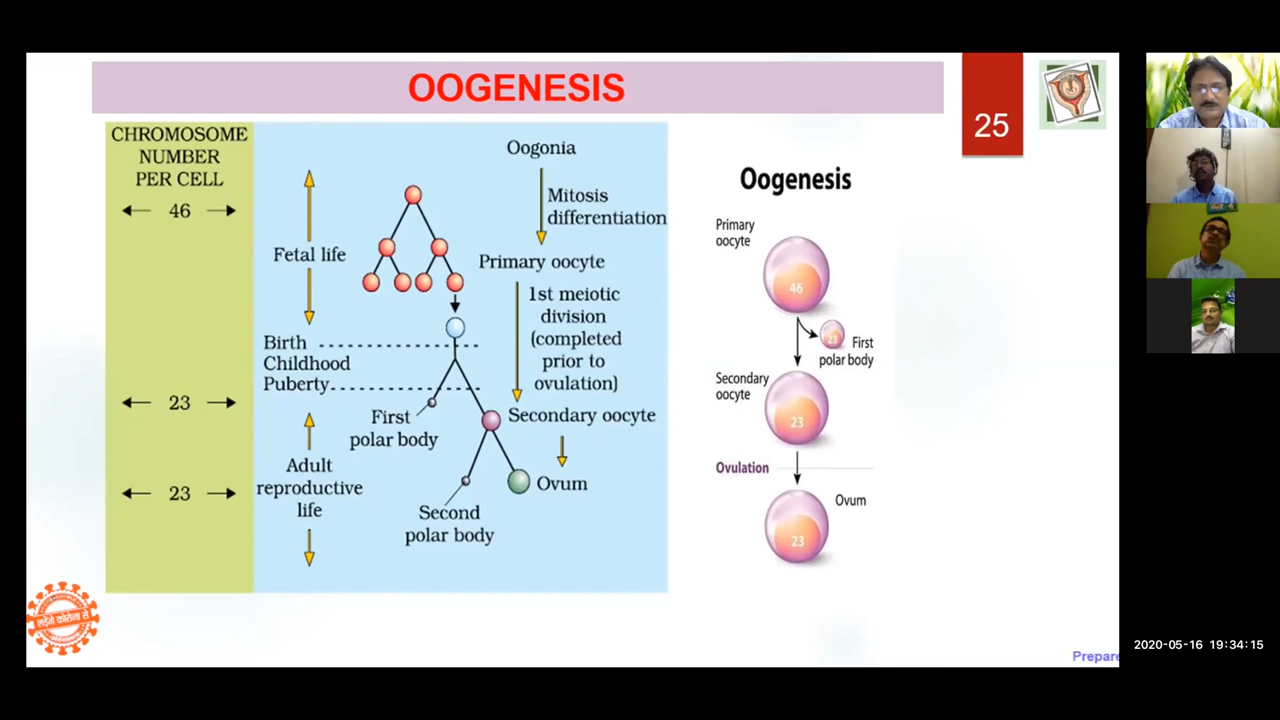 OOGENESIS
25
CHROMOSOME
NUMBER
PER CELL
46
23
23
Fetal life
Birth
Childhood
Puberty
Adult
reproductive
life
Oogonia
Mitosis
differentiation
Primary oocyte
1st meiotic
division
(completed
prior to
ovulation)
First
polar body
Secondary oocyte
Ovum
Second
polar body
Oogenesis
Primary
oocyte
46
23
First
polar body
Secondary
oocyte
23
Ovulation
Ovum
23
लड़ेंगे कोरोना से
Prepare
2020-05-16 19:34:15